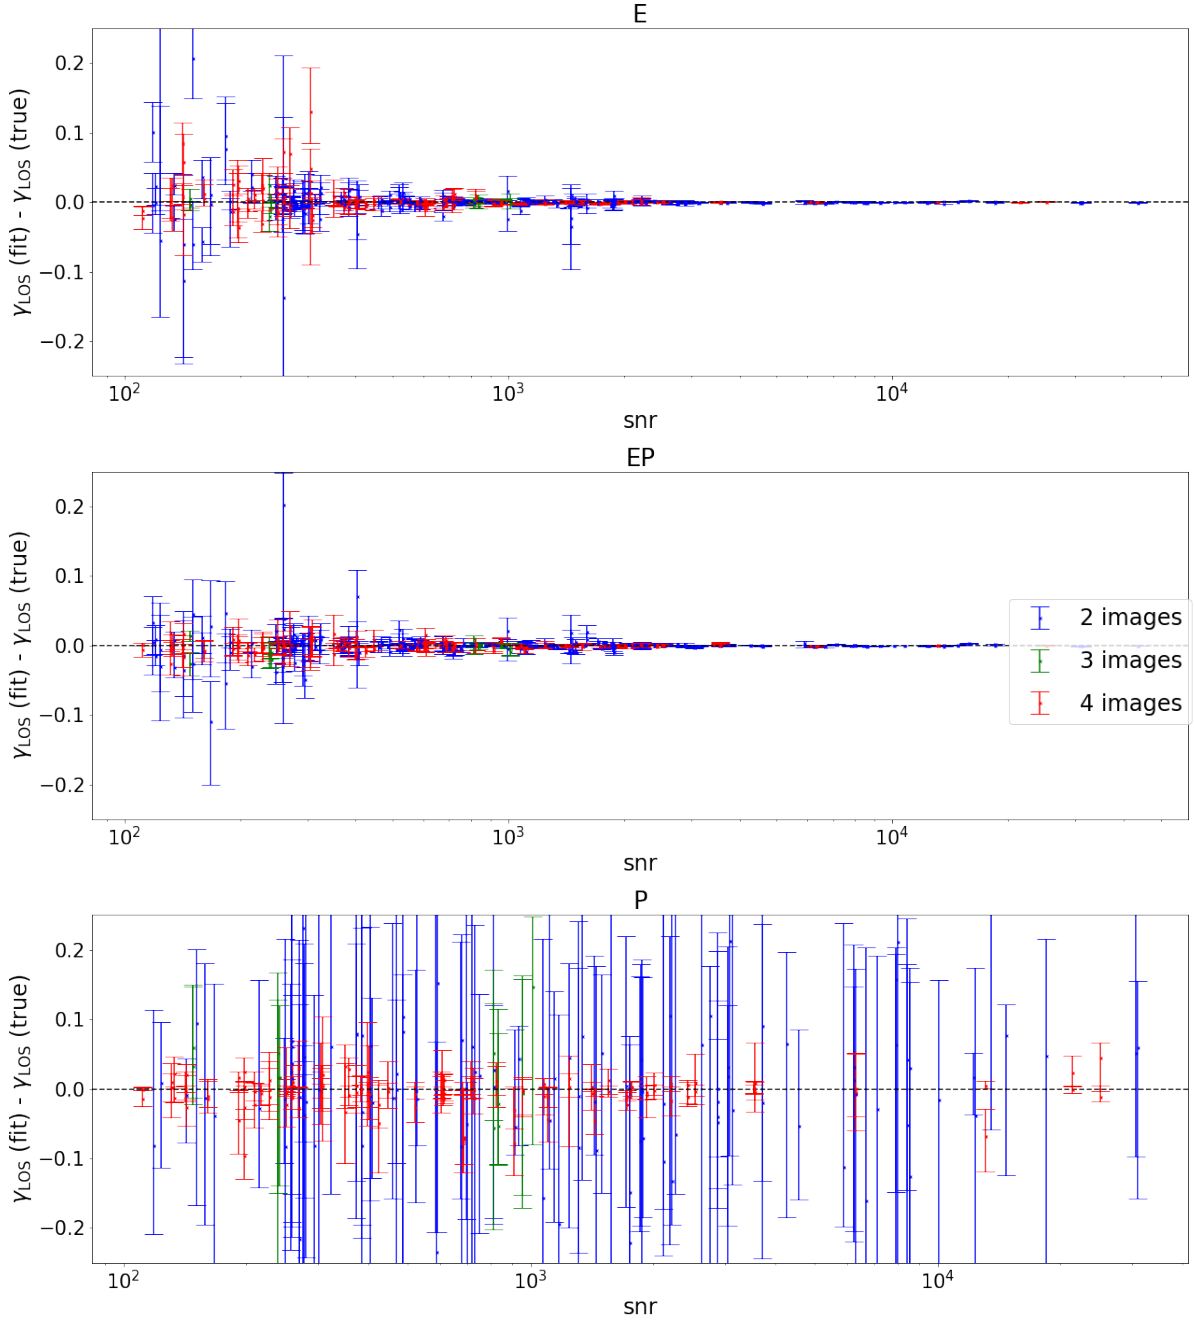 E
γLOS (fit) - γLOS (true)
0.2
0.1
0.0
−0.1
−0.2
10²
10³
10⁴
snr
EP
γLOS (fit) - γLOS (true)
0.2
0.1
0.0
−0.1
−0.2
2 images
3 images
4 images
10²
10³
10⁴
snr
P
γLOS (fit) - γLOS (true)
0.2
0.1
0.0
−0.1
−0.2
10²
10³
10⁴
snr